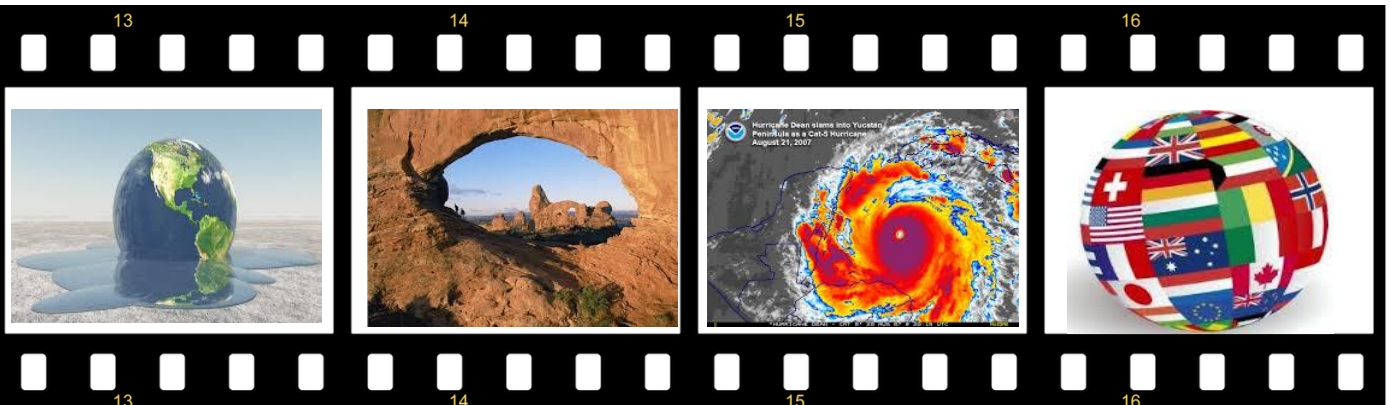 13 14 15 16
Hurricane Dean slams into Yucatan
Peninsula as a Cat-5 Hurricane
August 21, 2007
13 14 15 16